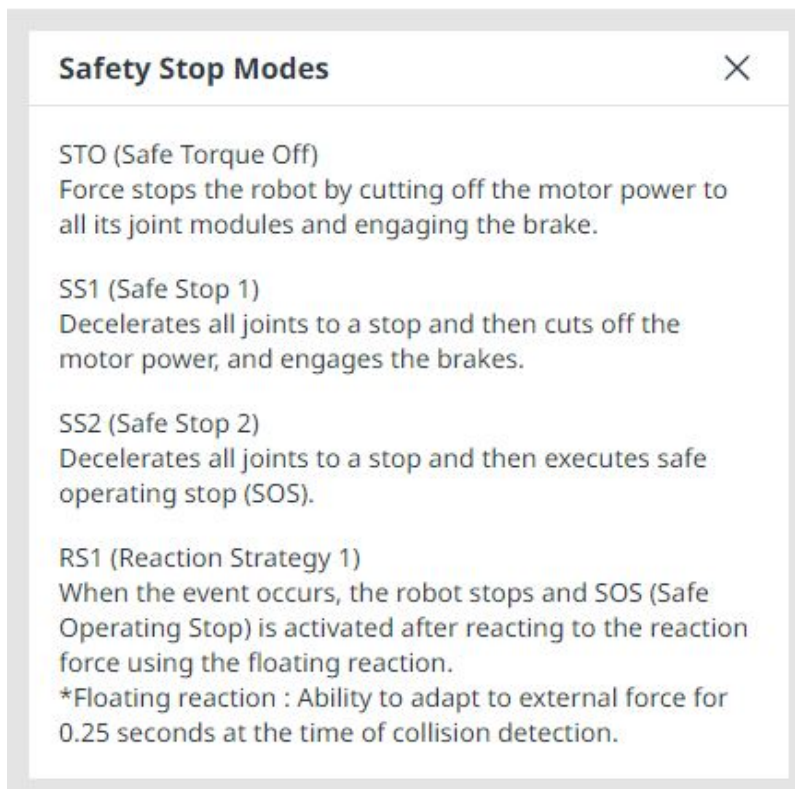 Safety Stop Modes
STO (Safe Torque Off)
Force stops the robot by cutting off the motor power to
all its joint modules and engaging the brake.
SS1 (Safe Stop 1)
Decelerates all joints to a stop and then cuts off the
motor power, and engages the brakes.
SS2 (Safe Stop 2)
Decelerates all joints to a stop and then executes safe
operating stop (SOS).
RS1 (Reaction Strategy 1)
When the event occurs, the robot stops and SOS (Safe
Operating Stop) is activated after reacting to the reaction
force using the floating reaction.
*Floating reaction : Ability to adapt to external force for
0.25 seconds at the time of collision detection.